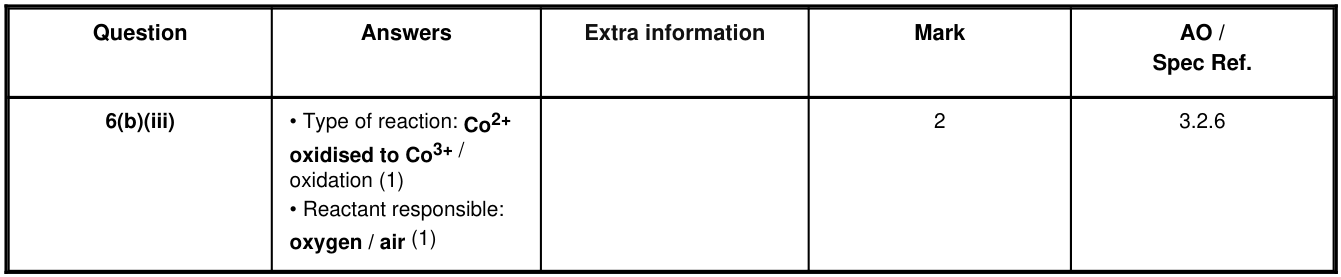 Question Answers Extra information Mark AO /
Spec Ref.
6(b)(iii) • Type of reaction: Co²⁺ 2 3.2.6
oxidised to Co³⁺ /
oxidation (1)
• Reactant responsible:
oxygen / air (1)